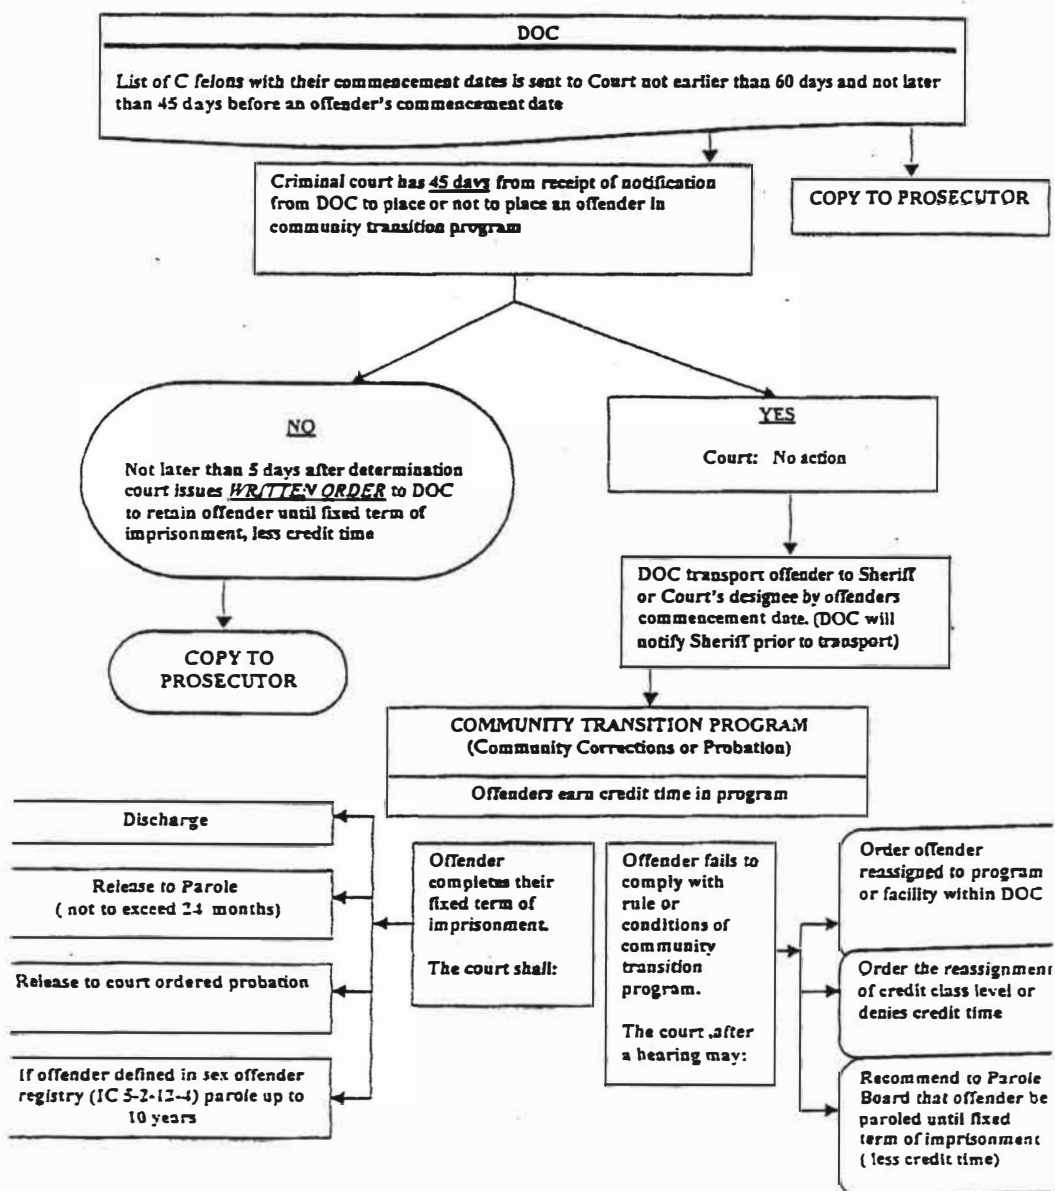 DOC
List of C felons with their commencement dates is sent to Court not earlier than 60 days and not later
than 45 days before an offender's commencement date
Criminal court has 45 days from receipt of notification
from DOC to place or not to place an offender in
community transition program
COPY TO PROSECUTOR
NO
Not later than 5 days after determination
court issues WRITTEN ORDER to DOC
to retain offender until fixed term of
imprisonment, less credit time
COPY TO
PROSECUTOR
YES
Court: No action
DOC transport offender to Sheriff
or Court's designee by offenders
commencement date. (DOC will
notify Sheriff prior to transport)
COMMUNITY TRANSITION PROGRAM
(Community Corrections or Probation)
Offenders earn credit time in program
Discharge
Release to Parole
( not to exceed 24 months)
Release to court ordered probation
If offender defined in sex offender
registry (IC 5-2-12-4) parole up to
10 years
Offender
completes their
fixed term of
imprisonment.
The court shall:
Offender fails to
comply with
rule or
conditions of
community
transition
program.
The court ,after
a hearing may:
Order offender
reassigned to program
or facility within DOC
Order the reassignment
of credit class level or
denies credit time
Recommend to Parole
Board that offender be
paroled until fixed
term of imprisonment
( less credit time)